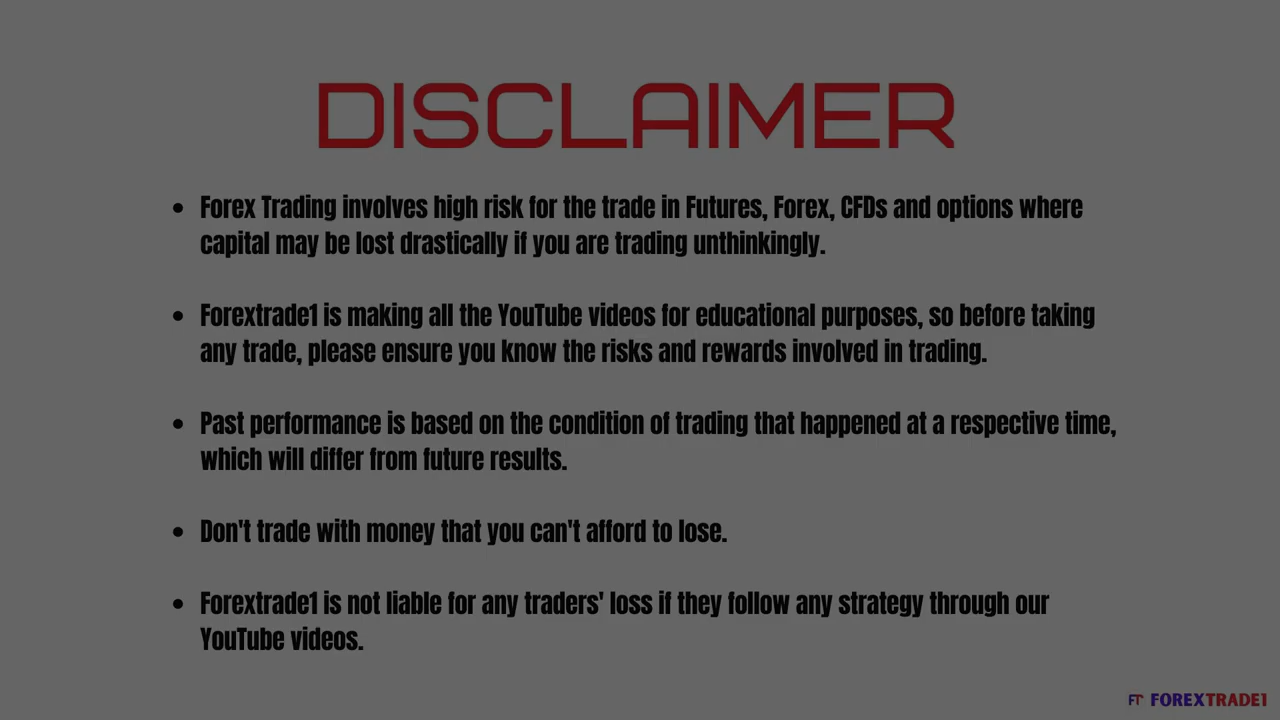 DISCLAIMER
• Forex Trading involves high risk for the trade in Futures, Forex, CFDs and options where
capital may be lost drastically if you are trading unthinkingly.
• Forextrade1 is making all the YouTube videos for educational purposes, so before taking
any trade, please ensure you know the risks and rewards involved in trading.
• Past performance is based on the condition of trading that happened at a respective time,
which will differ from future results.
• Don't trade with money that you can't afford to lose.
• Forextrade1 is not liable for any traders' loss if they follow any strategy through our
YouTube videos.
FT FOREXTRADE1